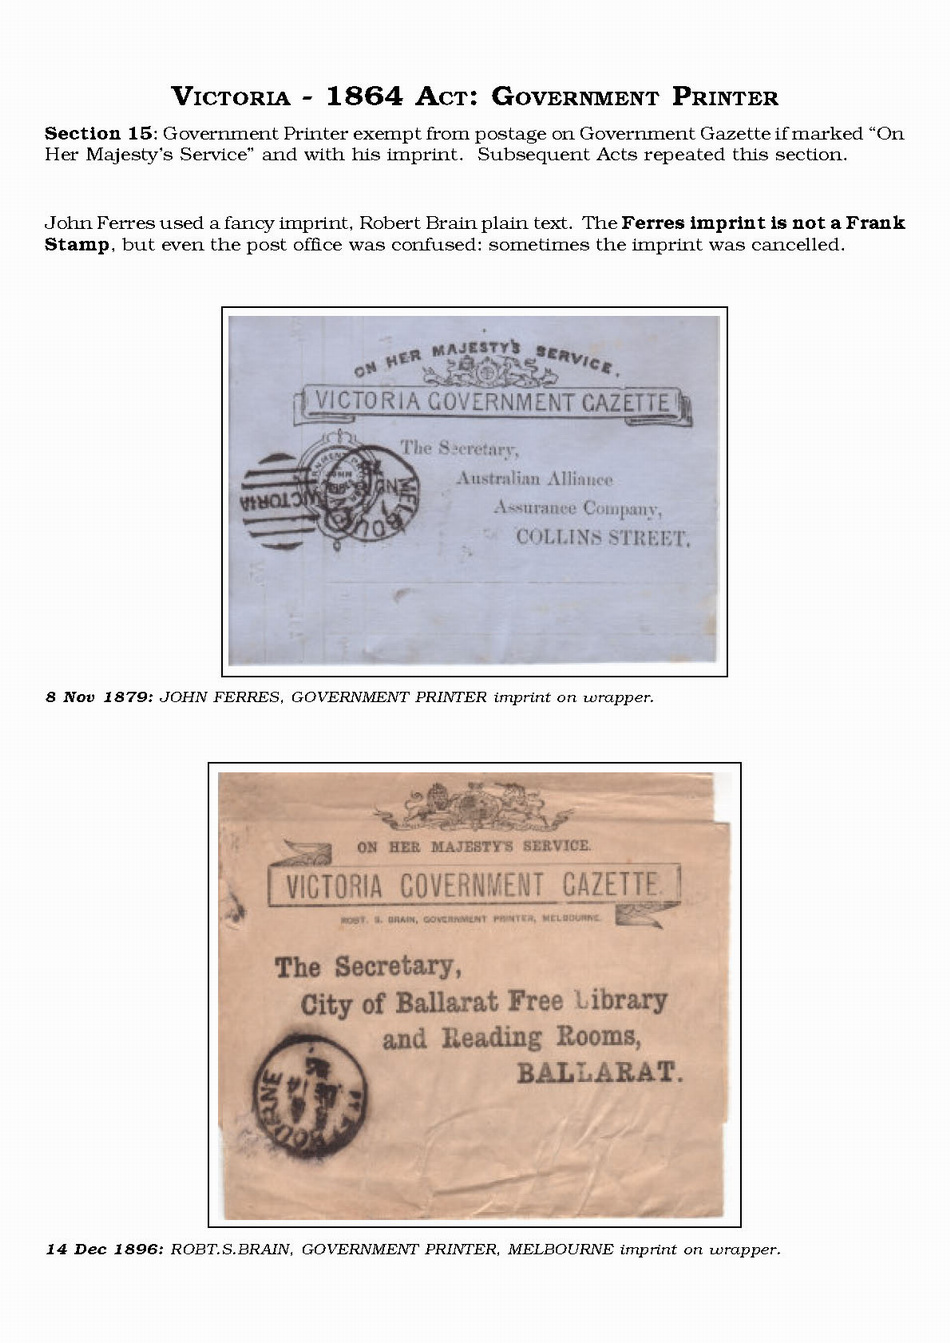 VICTORIA - 1864 ACT: GOVERNMENT PRINTER
Section 15: Government Printer exempt from postage on Government Gazette if marked “On
Her Majesty's Service” and with his imprint. Subsequent Acts repeated this section.
John Ferres used a fancy imprint, Robert Brain plain text. The Ferres imprint is not a Frank
Stamp, but even the post office was confused: sometimes the imprint was cancelled.
ON HER MAJESTY'S SERVICE.
VICTORIA GOVERNMENT GAZETTE
The Secretary,
Australian Alliance
Assurance Company,
COLLINS STREET.
VICTORIA
MELBOURNE
8 Nov 1879: JOHN FERRES, GOVERNMENT PRINTER imprint on wrapper.
ON HER MAJESTY'S SERVICE.
VICTORIA GOVERNMENT GAZETTE.
ROBT. S. BRAIN, GOVERNMENT PRINTER, MELBOURNE.
The Secretary,
City of Ballarat Free Library
and Reading Rooms,
BALLARAT.
MELBOURNE
14 Dec 1896: ROBT.S.BRAIN, GOVERNMENT PRINTER, MELBOURNE imprint on wrapper.